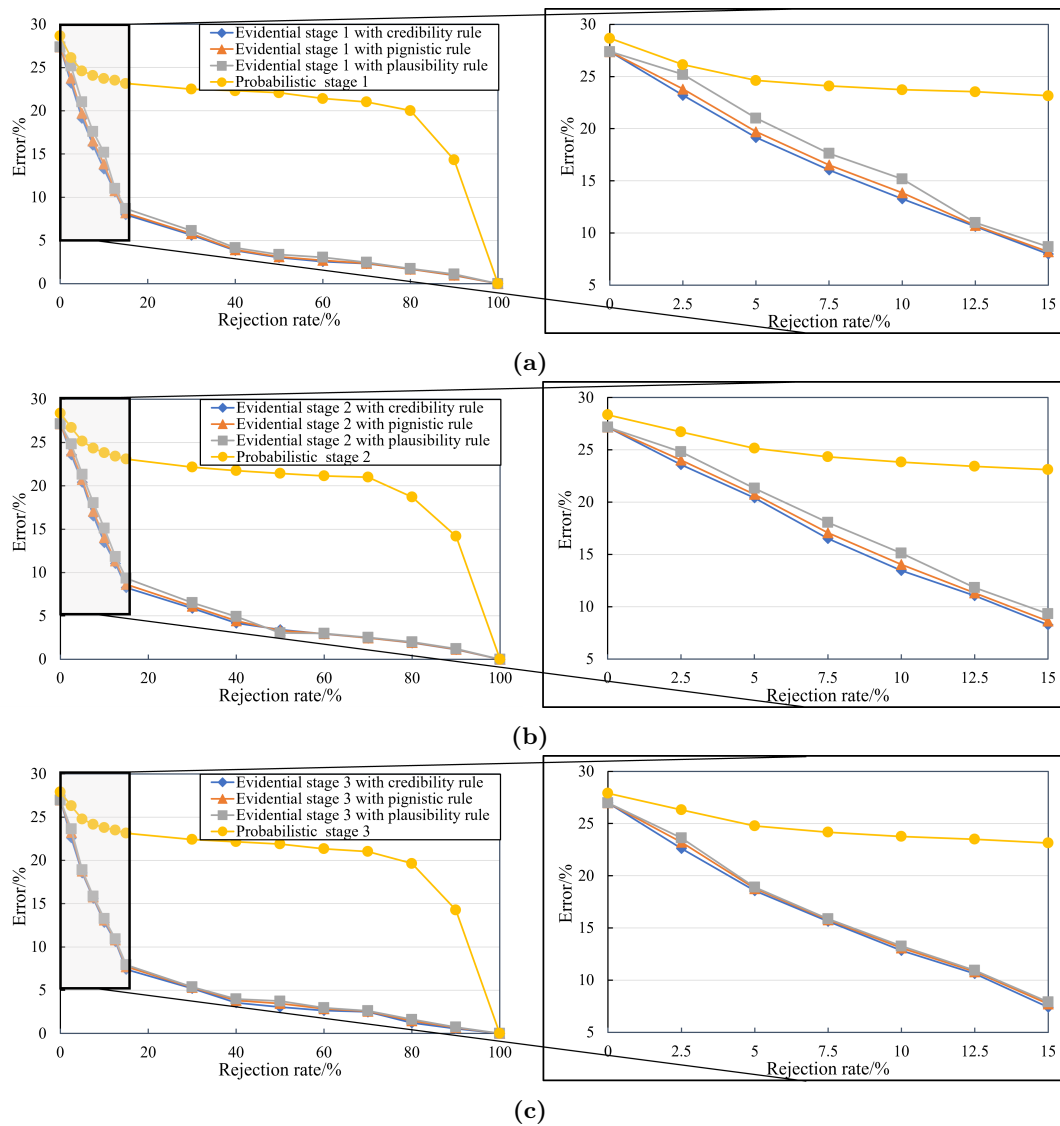 30
25
20
15
10
5
0
Error/%
0 20 40 60 80 100
Rejection rate/%
Evidential stage 1 with credibility rule
Evidential stage 1 with pignistic rule
Evidential stage 1 with plausibility rule
Probabilistic stage 1
30
25
20
15
10
5
Error/%
0 2.5 5 7.5 10 12.5 15
Rejection rate/%
(a)
30
25
20
15
10
5
0
Error/%
0 20 40 60 80 100
Rejection rate/%
Evidential stage 2 with credibility rule
Evidential stage 2 with pignistic rule
Evidential stage 2 with plausibility rule
Probabilistic stage 2
30
25
20
15
10
5
Error/%
0 2.5 5 7.5 10 12.5 15
Rejection rate/%
(b)
30
25
20
15
10
5
0
Error/%
0 20 40 60 80 100
Rejection rate/%
Evidential stage 3 with credibility rule
Evidential stage 3 with pignistic rule
Evidential stage 3 with plausibility rule
Probabilistic stage 3
30
25
20
15
10
5
Error/%
0 2.5 5 7.5 10 12.5 15
Rejection rate/%
(c)